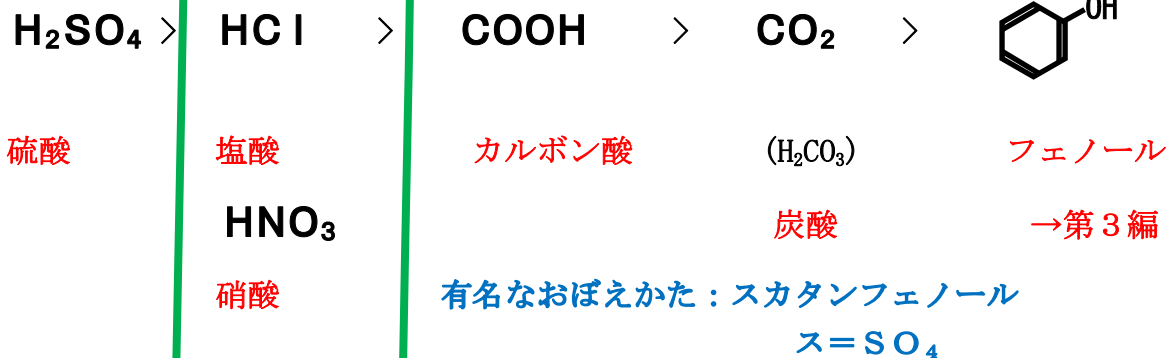 H₂SO₄ > HCl > COOH > CO₂ > OH
硫酸 塩酸 カルボン酸 (H₂CO₃) フェノール
HNO₃ 炭酸 →第３編
硝酸 有名なおぼえかた：スカタンフェノール
ス＝ＳＯ₄